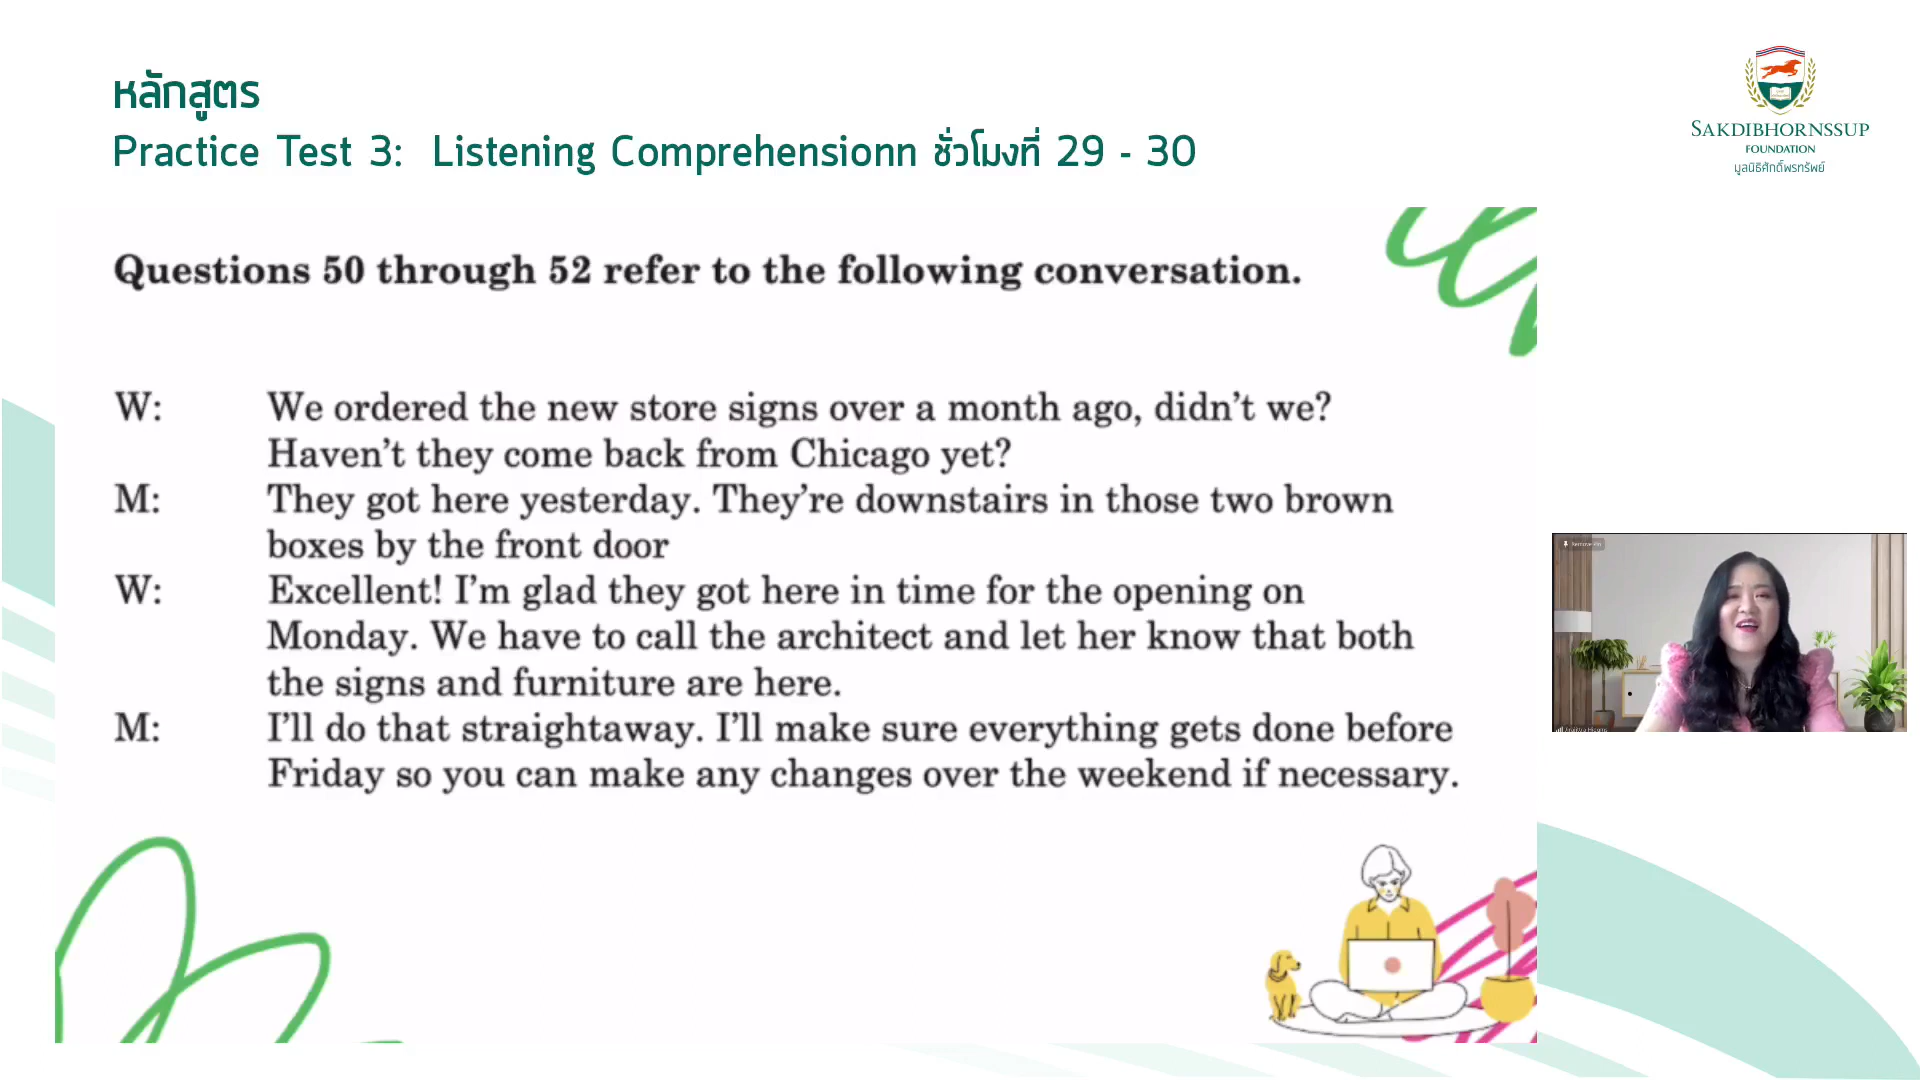 หลักสูตร
Practice Test 3: Listening Comprehensionn ชั่วโมงที่ 29 - 30
SAKDIBHORNSSUP
FOUNDATION
มูลนิธิศักดิ์พรทรัพย์
Questions 50 through 52 refer to the following conversation.
W: We ordered the new store signs over a month ago, didn't we?
Haven't they come back from Chicago yet?
M: They got here yesterday. They're downstairs in those two brown
boxes by the front door
W: Excellent! I'm glad they got here in time for the opening on
Monday. We have to call the architect and let her know that both
the signs and furniture are here.
M: I'll do that straightaway. I'll make sure everything gets done before
Friday so you can make any changes over the weekend if necessary.
Remove Pin